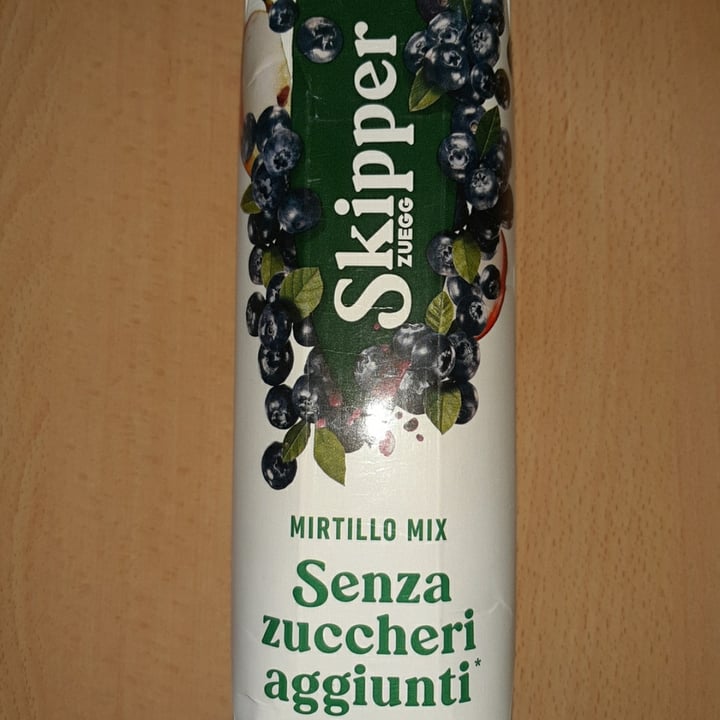 Skipper
ZUEGG
MIRTILLO MIX
Senza
zuccheri
aggiunti*